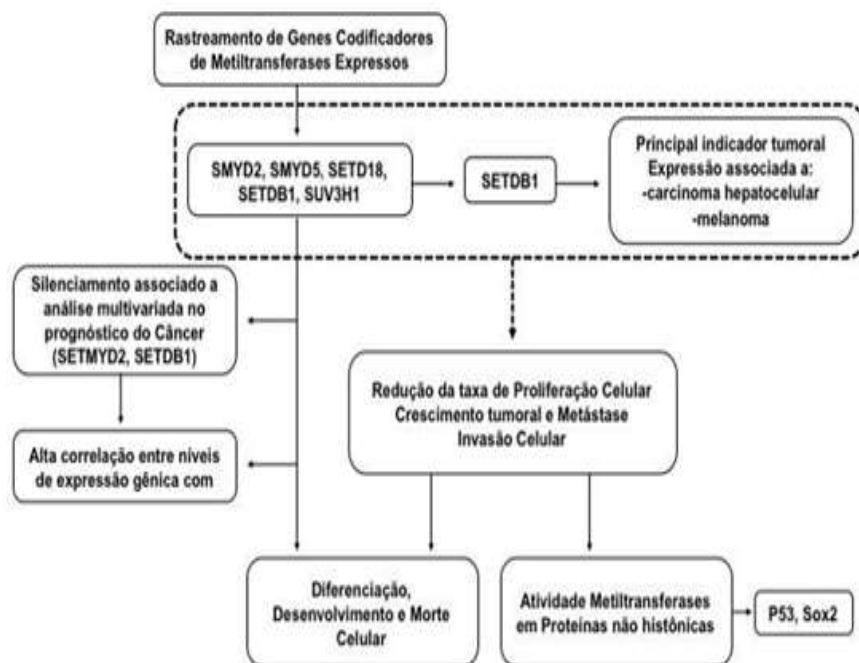 Rastreamento de Genes Codificadores
de Metiltransferases Expressos
SMYD2, SMYD5, SETD18,
SETDB1, SUV3H1
SETDB1
Principal indicador tumoral
Expressão associada a:
-carcinoma hepatocelular
-melanoma
Silenciamento associado a
análise multivariada no
prognóstico do Câncer
(SETMYD2, SETDB1)
Redução da taxa de Proliferação Celular
Crescimento tumoral e Metástase
Invasão Celular
Alta correlação entre níveis
de expressão gênica com
Diferenciação,
Desenvolvimento e Morte
Celular
Atividade Metiltransferases
em Proteínas não histônicas
P53, Sox2